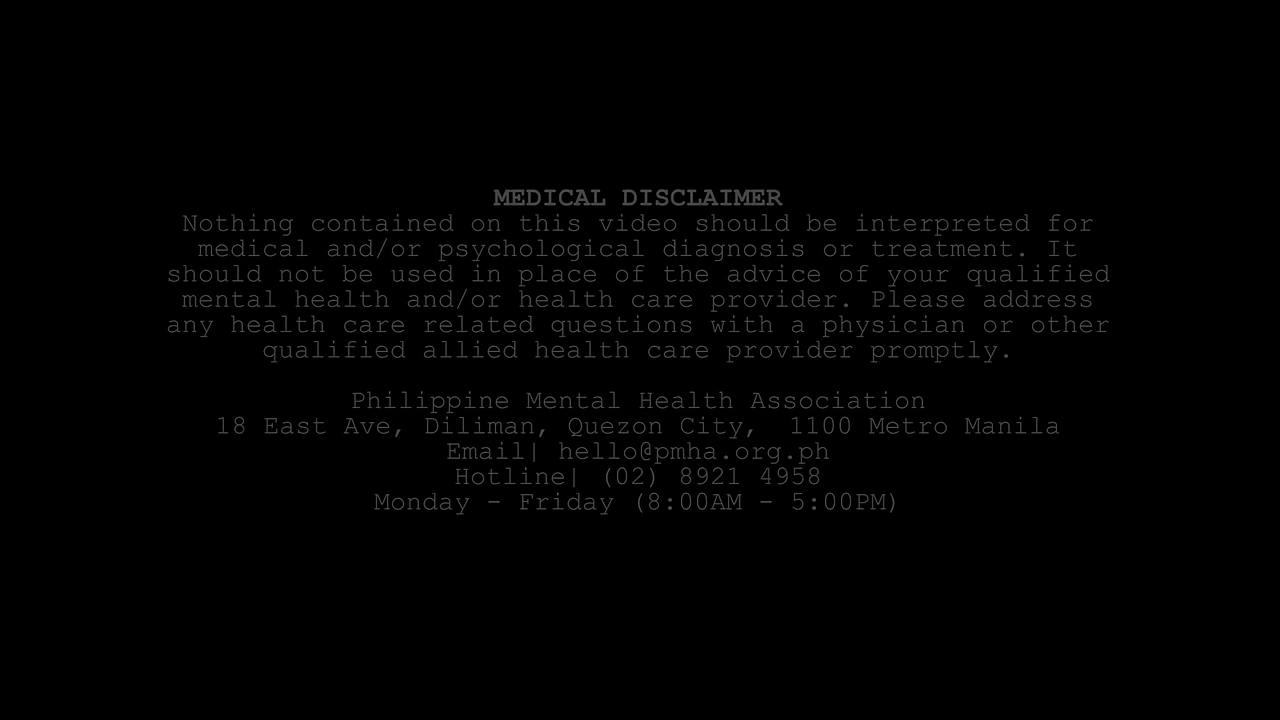 MEDICAL DISCLAIMER
Nothing contained on this video should be interpreted for
medical and/or psychological diagnosis or treatment. It
should not be used in place of the advice of your qualified
mental health and/or health care provider. Please address
any health care related questions with a physician or other
qualified allied health care provider promptly.
Philippine Mental Health Association
18 East Ave, Diliman, Quezon City,  1100 Metro Manila
Email| hello@pmha.org.ph
Hotline| (02) 8921 4958
Monday – Friday (8:00AM – 5:00PM)